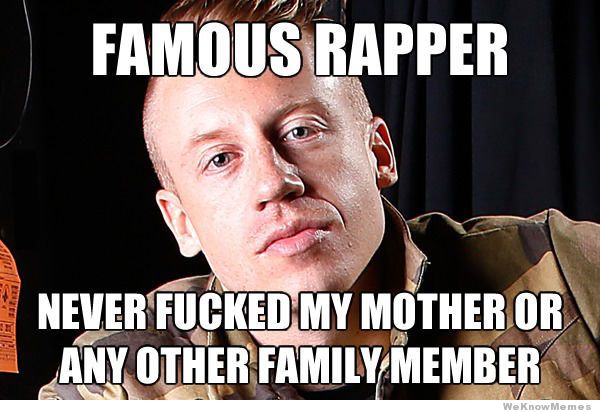 FAMOUS RAPPER
NEVER FUCKED MY MOTHER OR
ANY OTHER FAMILY MEMBER
WeKnowMemes